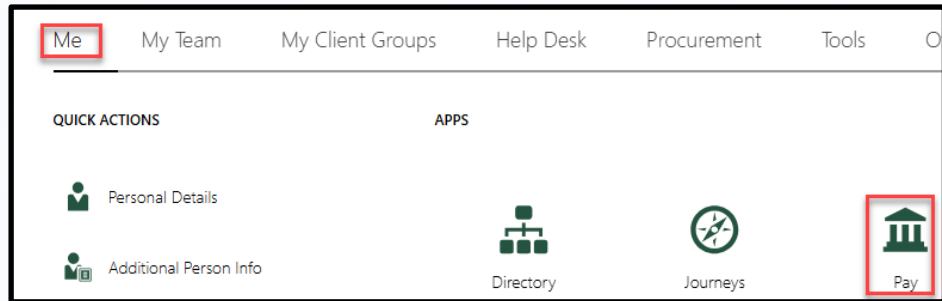 Me My Team My Client Groups Help Desk Procurement Tools O
QUICK ACTIONS APPS
Personal Details
Additional Person Info
Directory Journeys Pay